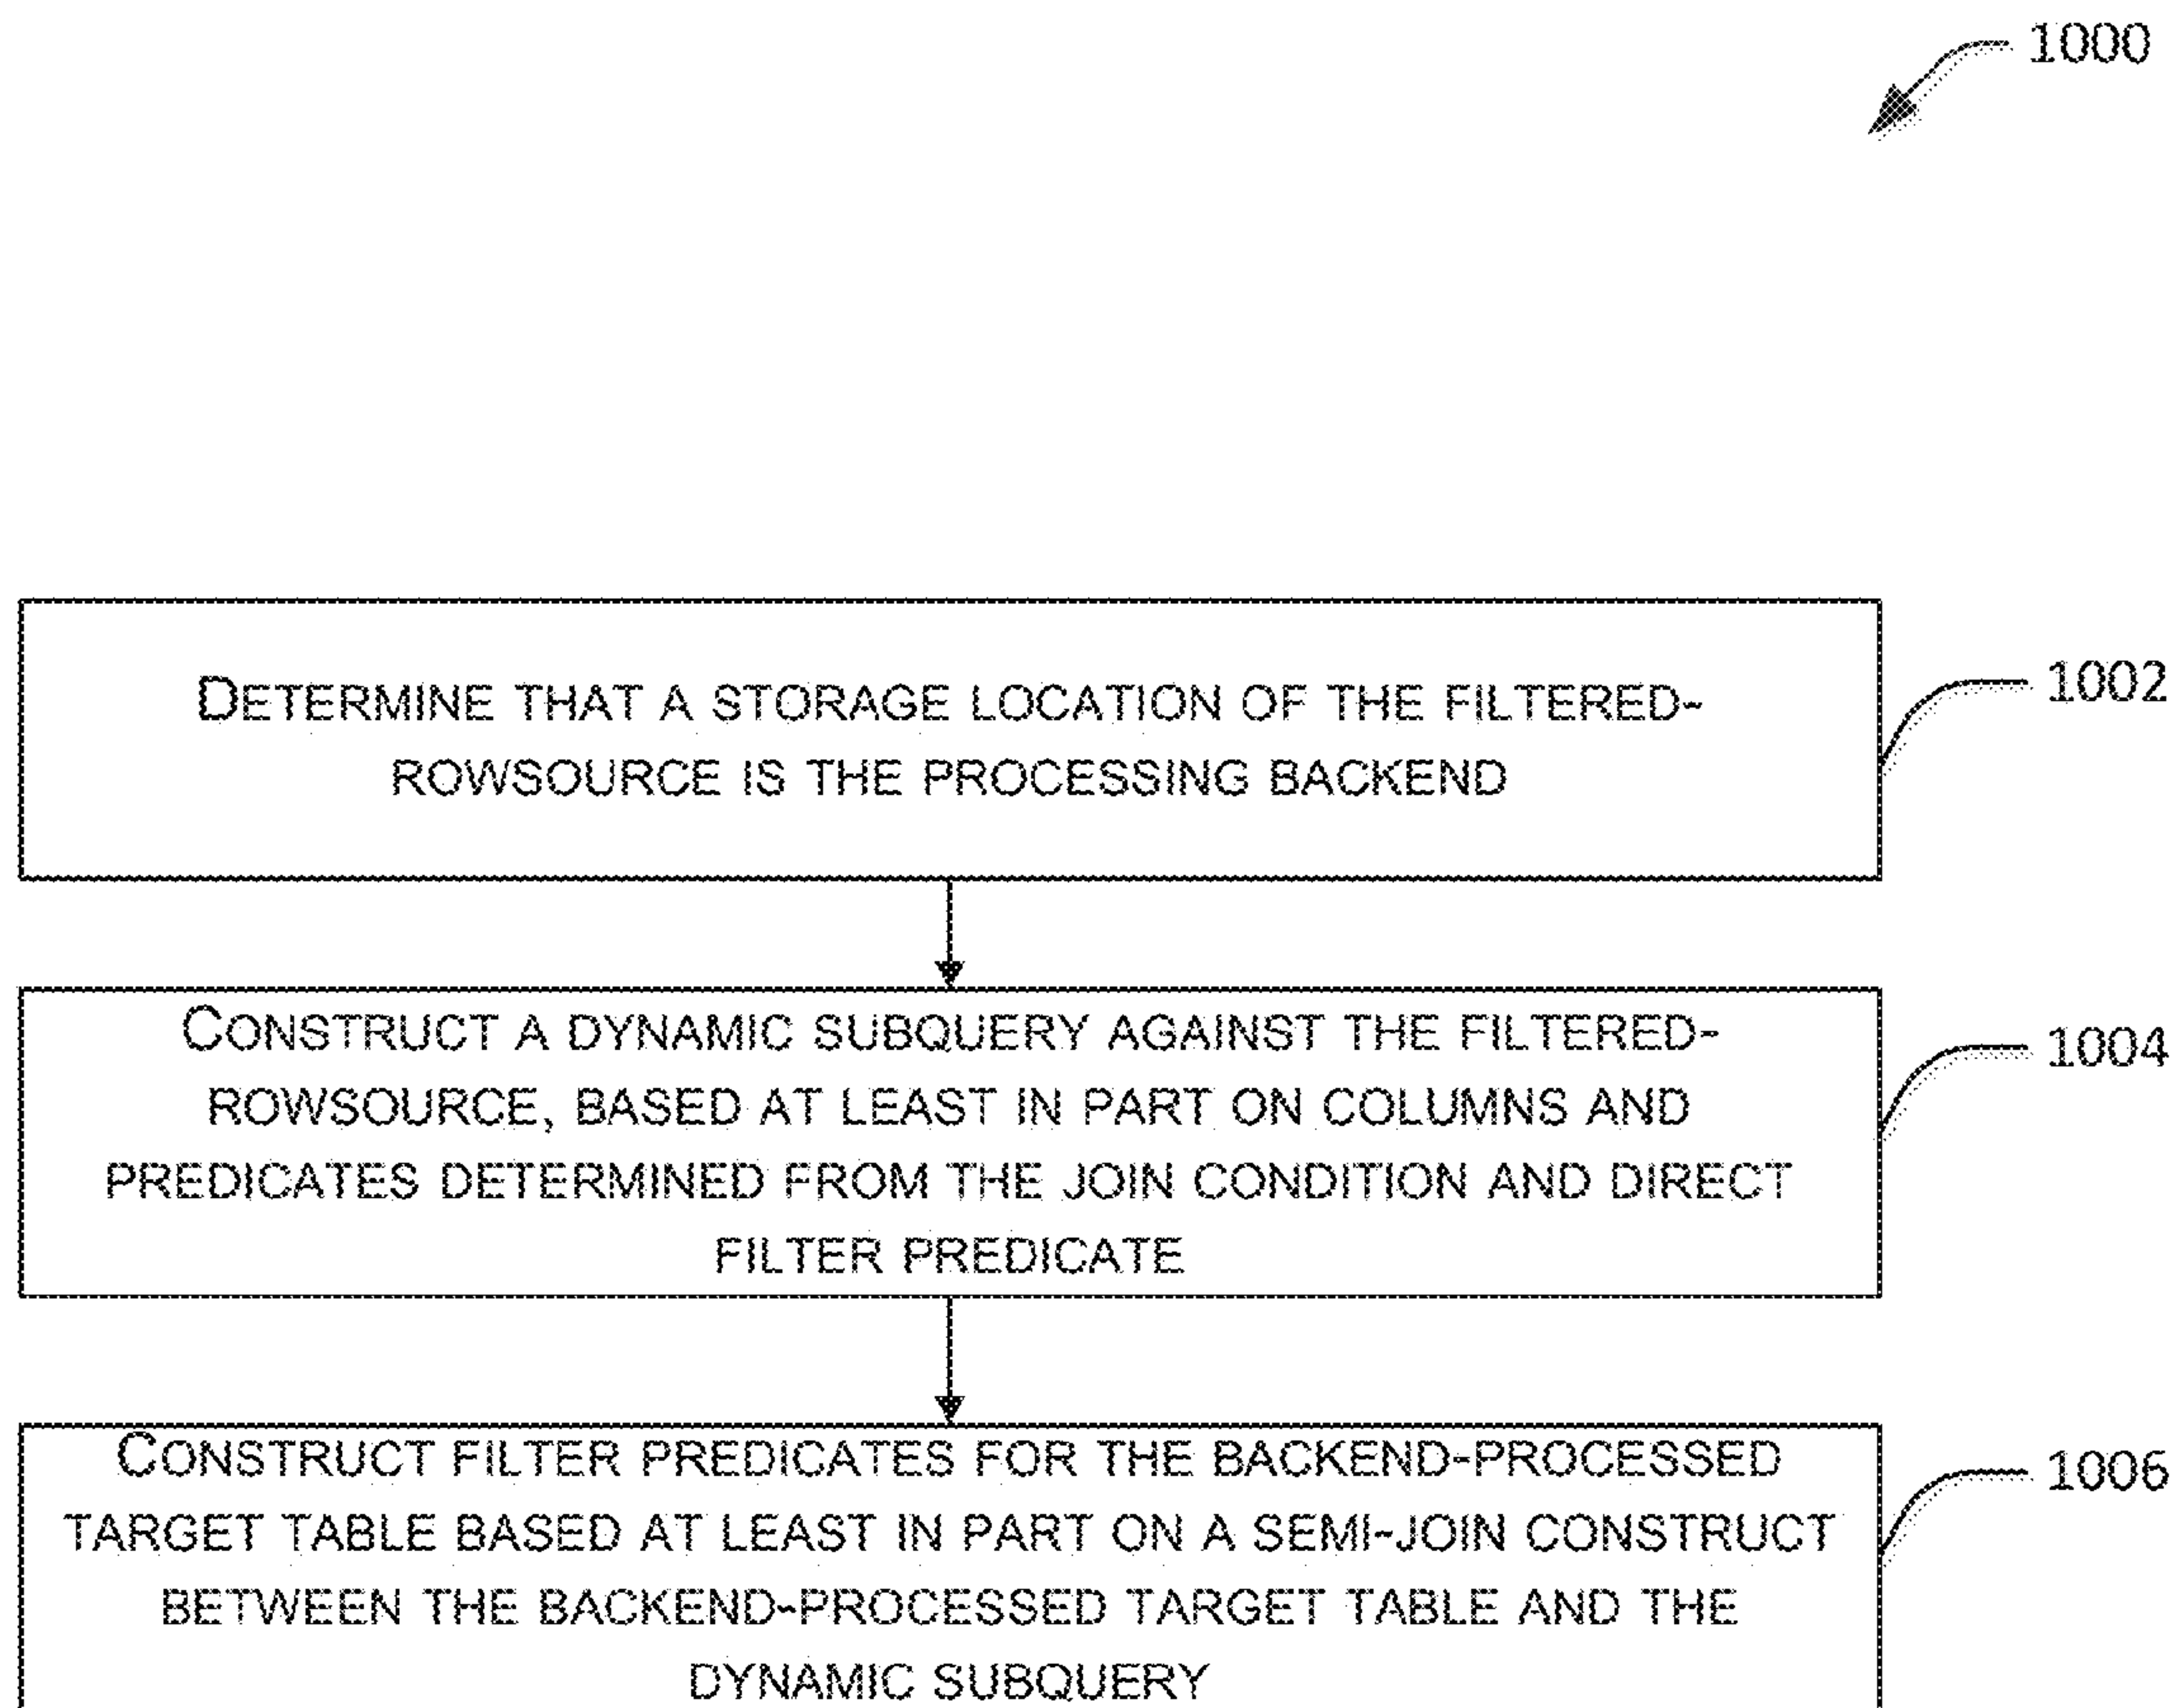 1000
DETERMINE THAT A STORAGE LOCATION OF THE FILTERED-
ROWSOURCE IS THE PROCESSING BACKEND
1002
CONSTRUCT A DYNAMIC SUBQUERY AGAINST THE FILTERED-
ROWSOURCE, BASED AT LEAST IN PART ON COLUMNS AND
PREDICATES DETERMINED FROM THE JOIN CONDITION AND DIRECT
FILTER PREDICATE
1004
CONSTRUCT FILTER PREDICATES FOR THE BACKEND-PROCESSED
TARGET TABLE BASED AT LEAST IN PART ON A SEMI-JOIN CONSTRUCT
BETWEEN THE BACKEND-PROCESSED TARGET TABLE AND THE
DYNAMIC SUBQUERY
1006